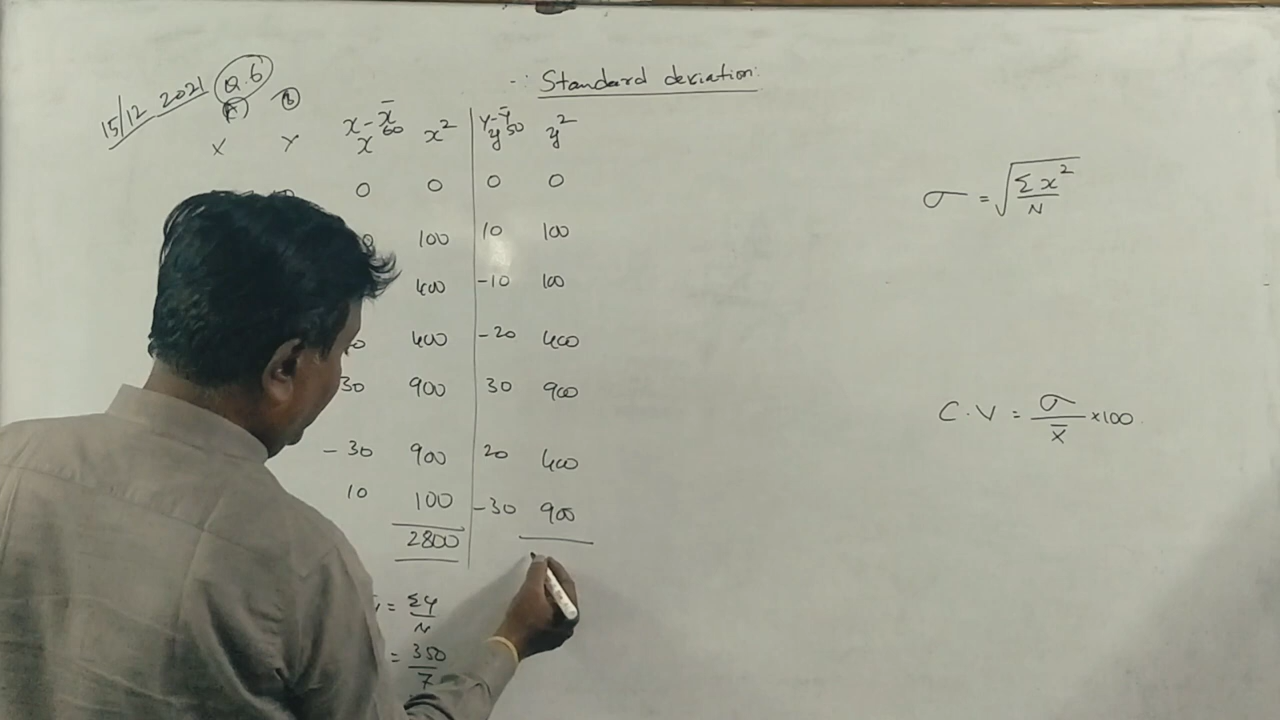 -: Standard deviation:
15/12 2021 Q.6
A B
X Y x-x̄ 60 x x² Y-Ȳ 50 y y²
0 0 0 0
0 100 10 100
400 -10 100
0 400 -20 400
30 900 30 900
-30 900 20 400
10 100 -30 900
2800
= ΣY/N
= 350/7
σ = √Σx²/N
C.V = σ/x̄ ×100